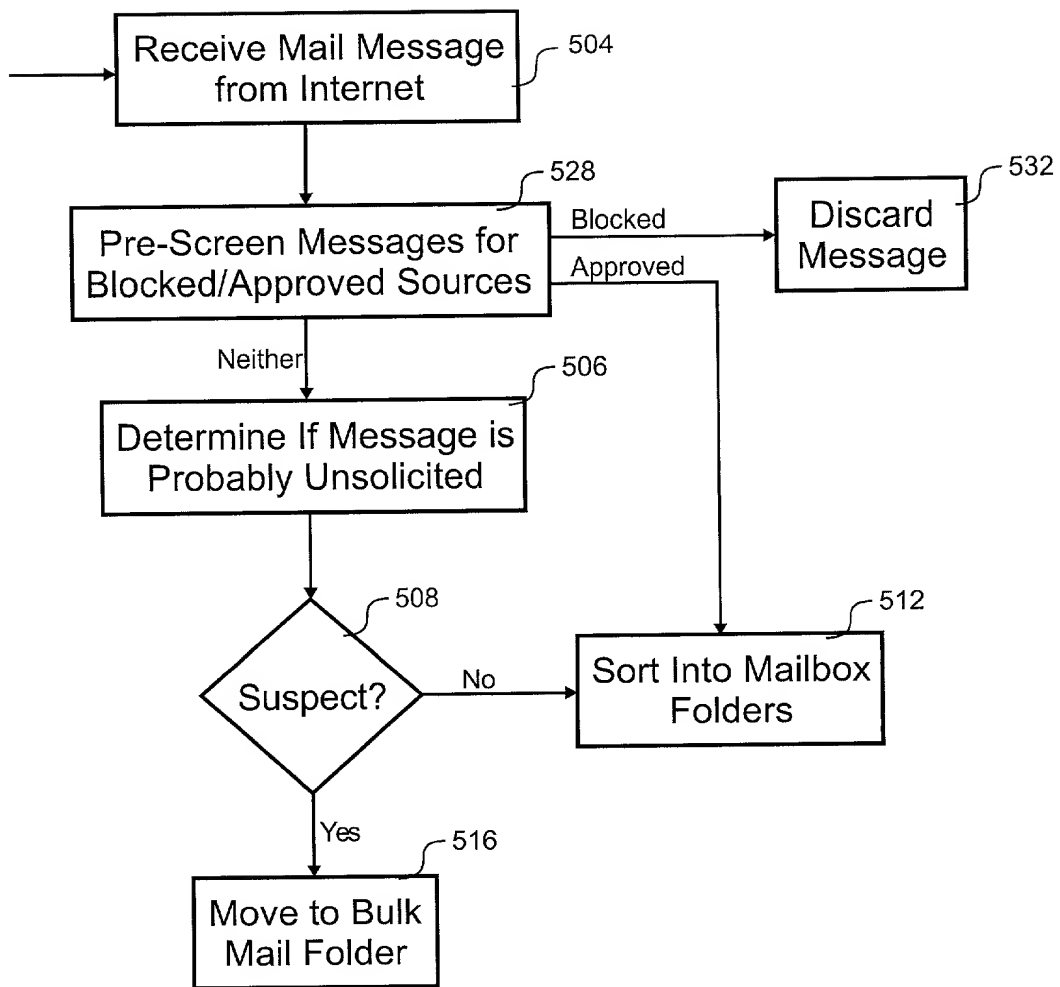 Receive Mail Message
from Internet
504
528
Pre-Screen Messages for
Blocked/Approved Sources
Blocked
Approved
532
Discard
Message
Neither
506
Determine If Message is
Probably Unsolicited
508
Suspect?
No
512
Sort Into Mailbox
Folders
Yes
516
Move to Bulk
Mail Folder